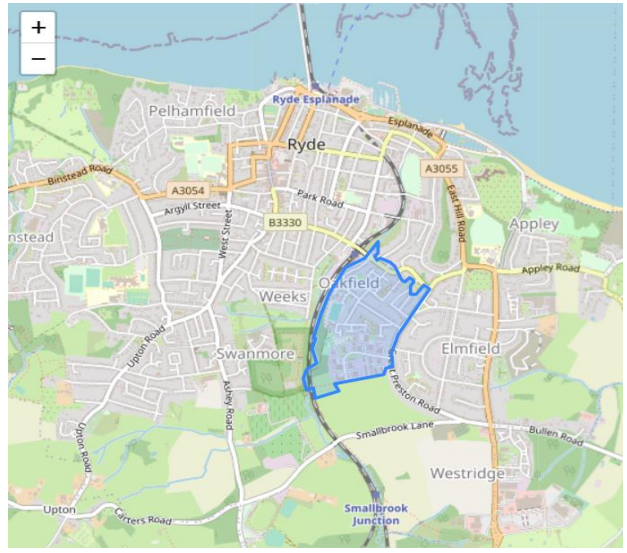 +
−
Ryde Esplanade
Pelhamfield
Esplanade
Ryde
Binstead Road
A3054
A3055
Park Road
Argyll Street
B3330
West Street
East Hill Road
Appley
nstead
Appley Road
Oakfield
Weeks
Upton Road
Swanmore
Elmfield
Ashey Road
t Preston Road
Smallbrook Lane
Bullen Road
Upton Road
Westridge
Upton
Carters Road
Smallbrook
Junction